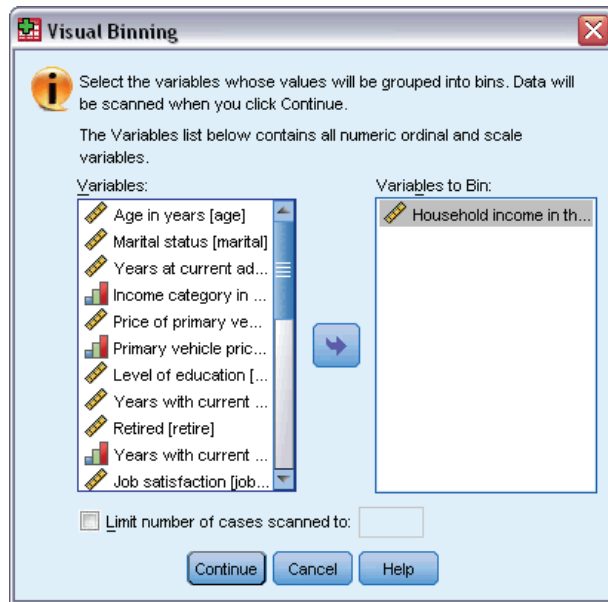 Visual Binning
Select the variables whose values will be grouped into bins. Data will
be scanned when you click Continue.
The Variables list below contains all numeric ordinal and scale
variables.
Variables:
Age in years [age]
Marital status [marital]
Years at current ad...
Income category in ...
Price of primary ve...
Primary vehicle pric...
Level of education [...
Years with current ...
Retired [retire]
Years with current ...
Job satisfaction [job...
Variables to Bin:
Household income in th...
Limit number of cases scanned to:
Continue
Cancel
Help